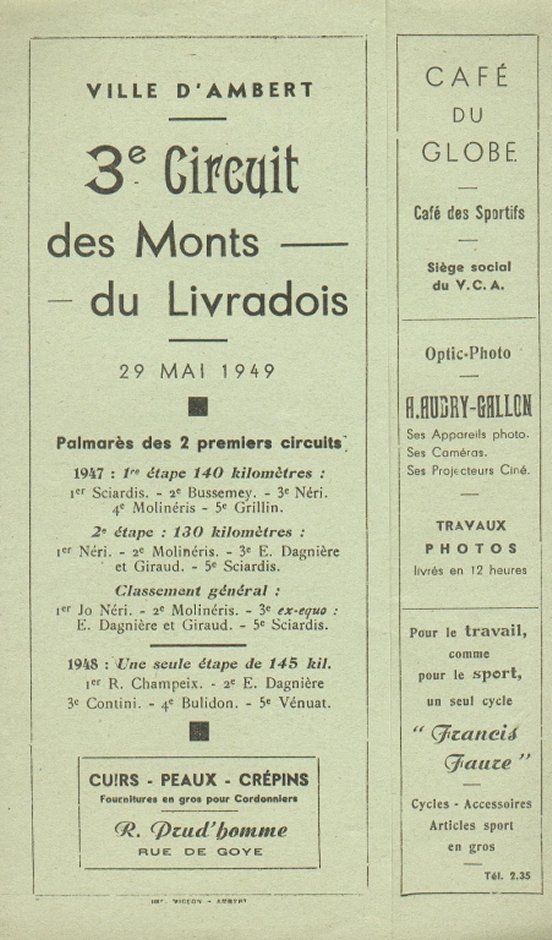 VILLE D'AMBERT
3e Circuit
des Monts —
— du Livradois
29 MAI 1949
Palmarès des 2 premiers circuits
1947 : 1re étape 140 kilomètres :
1er Sciardis. - 2e Bussemey. - 3e Néri.
4e Molinéris - 5e Grillin.
2e étape : 130 kilomètres :
1er Néri. - 2e Molinéris. - 3e E. Dagnière
et Giraud. - 5e Sciardis.
Classement général :
1er Jo Néri. - 2e Molinéris. - 3e ex-equo :
E. Dagnière et Giraud. - 5e Sciardis.
1948 : Une seule étape de 145 kil.
1er R. Champeix. - 2e E. Dagnière
3e Contini. - 4e Bulidon. - 5e Vénuat.
CUIRS - PEAUX - CRÉPINS
Fournitures en gros pour Cordonniers
R. Prud'homme
RUE DE GOYE
IMP. MIGEON - AMBERT
CAFÉ
DU
GLOBE
Café des Sportifs
Siège social
du V.C.A.
Optic-Photo
A. AUDRY-GALLON
Ses Appareils photo.
Ses Caméras.
Ses Projecteurs Ciné.
TRAVAUX
PHOTOS
livrés en 12 heures
Pour le travail,
comme
pour le sport,
un seul cycle
" Francis
Faure "
Cycles - Accessoires
Articles sport
en gros
Tél. 2.35